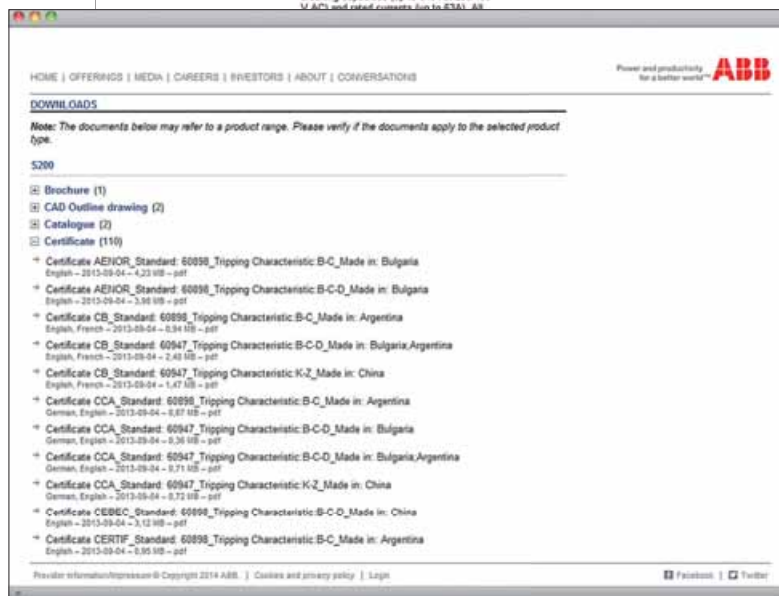 V AC) and rated currents (up to 63A). All
HOME | OFFERINGS | MEDIA | CAREERS | INVESTORS | ABOUT | CONVERSATIONS
Power and productivity
for a better world™
ABB
DOWNLOADS
Note: The documents below may refer to a product range. Please verify if the documents apply to the selected product
type.
S200
Brochure (1)
CAD Outline drawing (2)
Catalogue (2)
Certificate (110)
Certificate AENOR_Standard: 60898_Tripping Characteristic:B-C_Made in: Bulgaria
English – 2013-09-04 – 4,23 MB – pdf
Certificate AENOR_Standard: 60898_Tripping Characteristic:B-C-D_Made in: Bulgaria
English – 2013-09-04 – 3,98 MB – pdf
Certificate CB_Standard: 60898_Tripping Characteristic:B-C_Made in: Argentina
English, French – 2013-09-04 – 0,94 MB – pdf
Certificate CB_Standard: 60947_Tripping Characteristic:B-C-D_Made in: Bulgaria;Argentina
English, French – 2013-09-04 – 2,40 MB – pdf
Certificate CB_Standard: 60947_Tripping Characteristic:K-Z_Made in: China
English, French – 2013-09-04 – 1,47 MB – pdf
Certificate CCA_Standard: 60898_Tripping Characteristic:B-C_Made in: Argentina
German, English – 2013-09-04 – 0,67 MB – pdf
Certificate CCA_Standard: 60947_Tripping Characteristic:B-C-D_Made in: Bulgaria
German, English – 2013-09-04 – 0,36 MB – pdf
Certificate CCA_Standard: 60947_Tripping Characteristic:B-C-D_Made in: Bulgaria;Argentina
German, English – 2013-09-04 – 0,71 MB – pdf
Certificate CCA_Standard: 60947_Tripping Characteristic:K-Z_Made in: China
German, English – 2013-09-04 – 0,72 MB – pdf
Certificate CEBEC_Standard: 60898_Tripping Characteristic:B-C-D_Made in: China
English – 2013-09-04 – 3,12 MB – pdf
Certificate CERTIF_Standard: 60898_Tripping Characteristic:B-C_Made in: Argentina
English – 2013-09-04 – 0,95 MB – pdf
Provider information/Impressum © Copyright 2014 ABB. | Cookies and privacy policy | Login
Facebook | Twitter